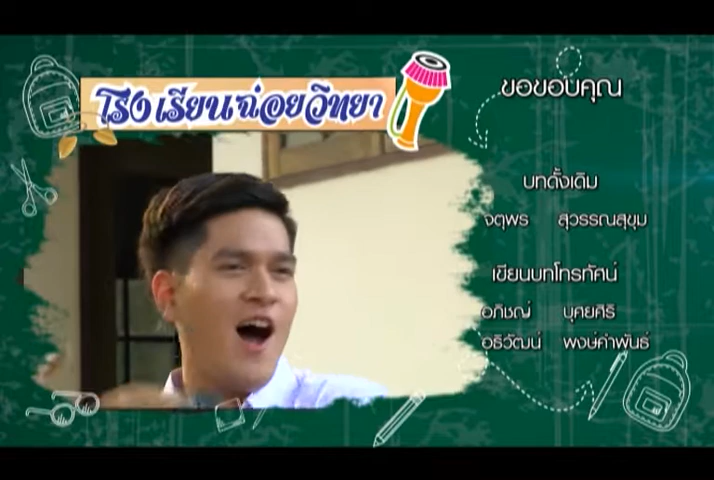 โรงเรียนฉ่อยวิทยา
ขอขอบคุณ
บทดั้งเดิม
จตุพร สุวรรณสุขุม
เขียนบทโทรทัศน์
อภิชญ์ บุศยศิริ
อธิวัฒน์ พงษ์คำพันธ์